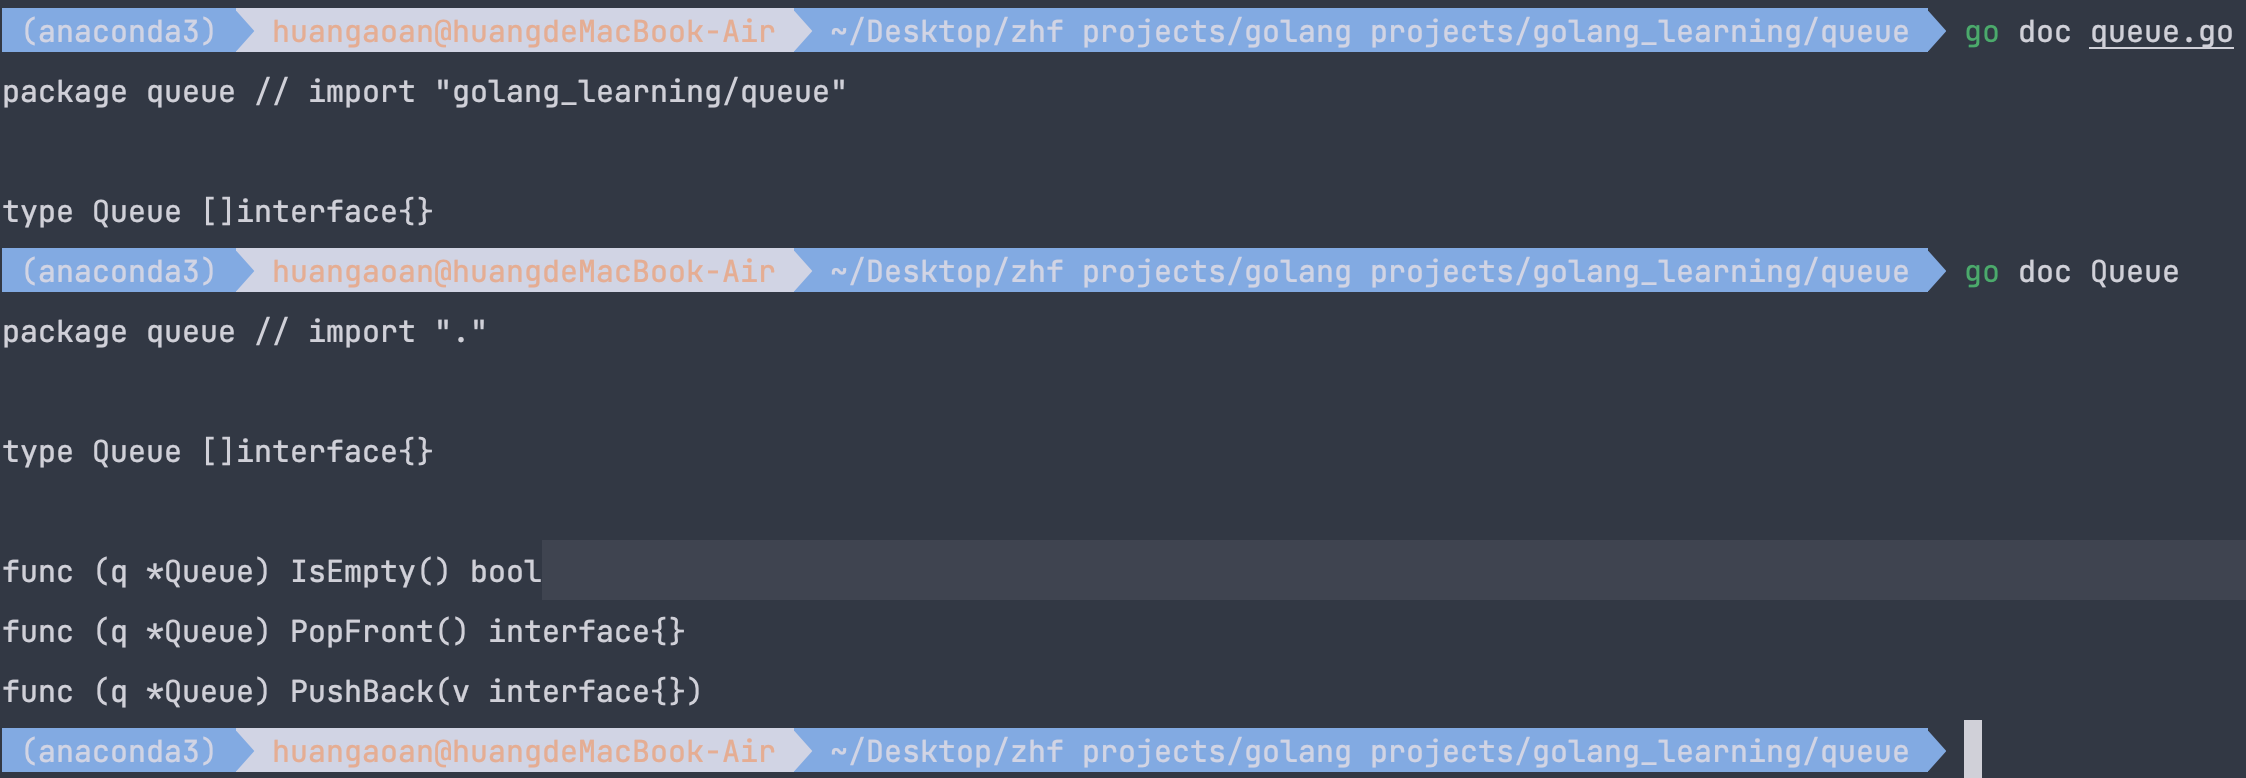 (anaconda3) huangaoan@huangdeMacBook-Air ~/Desktop/zhf projects/golang projects/golang_learning/queue go doc queue.go
package queue // import "golang_learning/queue"
type Queue []interface{}
(anaconda3) huangaoan@huangdeMacBook-Air ~/Desktop/zhf projects/golang projects/golang_learning/queue go doc Queue
package queue // import "."
type Queue []interface{}
func (q *Queue) IsEmpty() bool
func (q *Queue) PopFront() interface{}
func (q *Queue) PushBack(v interface{})
(anaconda3) huangaoan@huangdeMacBook-Air ~/Desktop/zhf projects/golang projects/golang_learning/queue